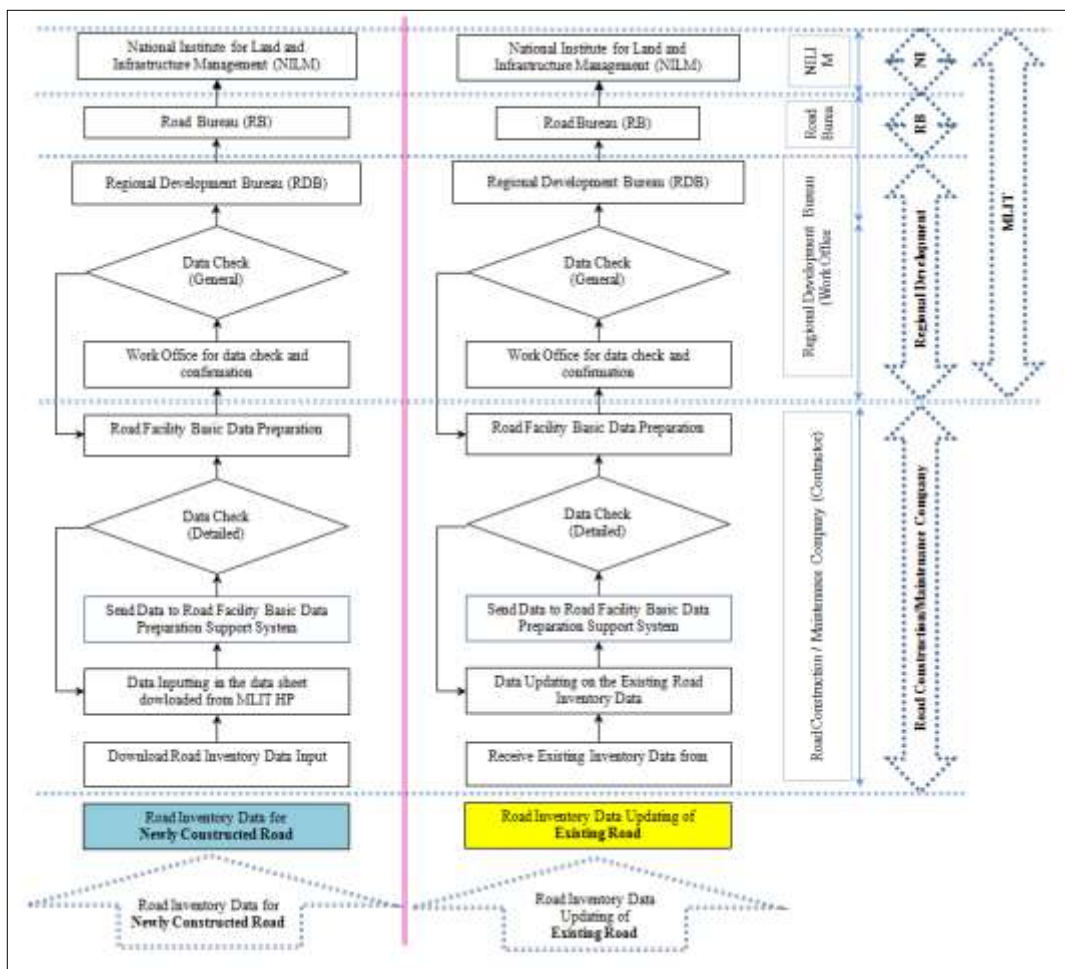 National Institute for Land and
Infrastructure Management (NILM)
Road Bureau (RB)
Regional Development Bureau (RDB)
Data Check
(General)
Work Office for data check and
confirmation
Road Facility Basic Data Preparation
Data Check
(Detailed)
Send Data to Road Facility Basic Data
Preparation Support System
Data Inputting in the data sheet
dowloaded from MLIT HP
Download Road Inventory Data Input
Road Inventory Data for
Newly Constructed Road
Road Inventory Data for
Newly Constructed Road
National Institute for Land and
Infrastructure Management (NILM)
Road Bureau (RB)
Regional Development Bureau (RDB)
Data Check
(General)
Work Office for data check and
confirmation
Road Facility Basic Data Preparation
Data Check
(Detailed)
Send Data to Road Facility Basic Data
Preparation Support System
Data Updating on the Existing Road
Inventory Data
Receive Existing Inventory Data from
Road Inventory Data Updating of
Existing Road
Road Inventory Data
Updating of
Existing Road
NELI
M
Road
Burea
Regional Development Bureau
(Work Office
Road Construction / Maintenance Company (Contractor)
NI
RB
Regional Development
Road Construction/Maintenance Company
MLIT